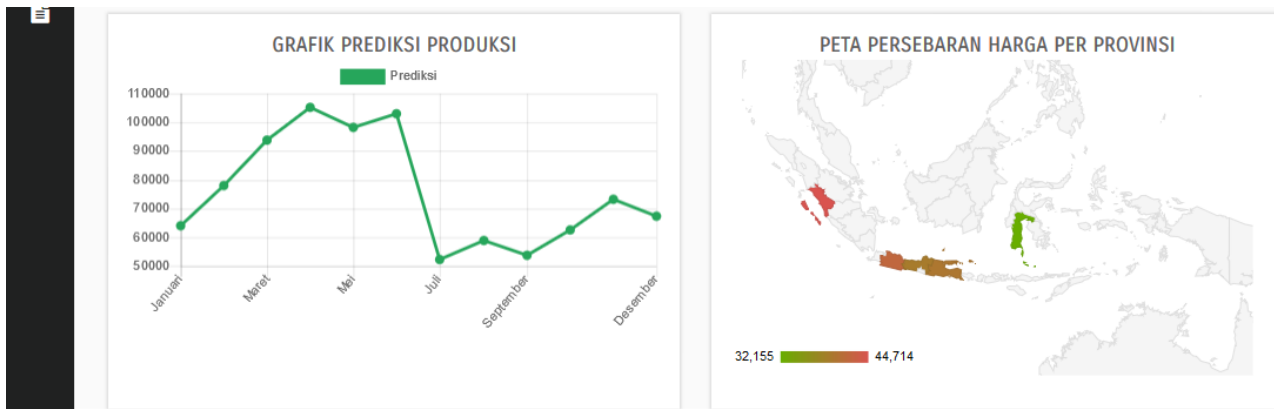 GRAFIK PREDIKSI PRODUKSI
Prediksi
110000
100000
90000
80000
70000
60000
50000
Januari
Maret
Mei
Juli
September
Desember
PETA PERSEBARAN HARGA PER PROVINSI
32,155
44,714